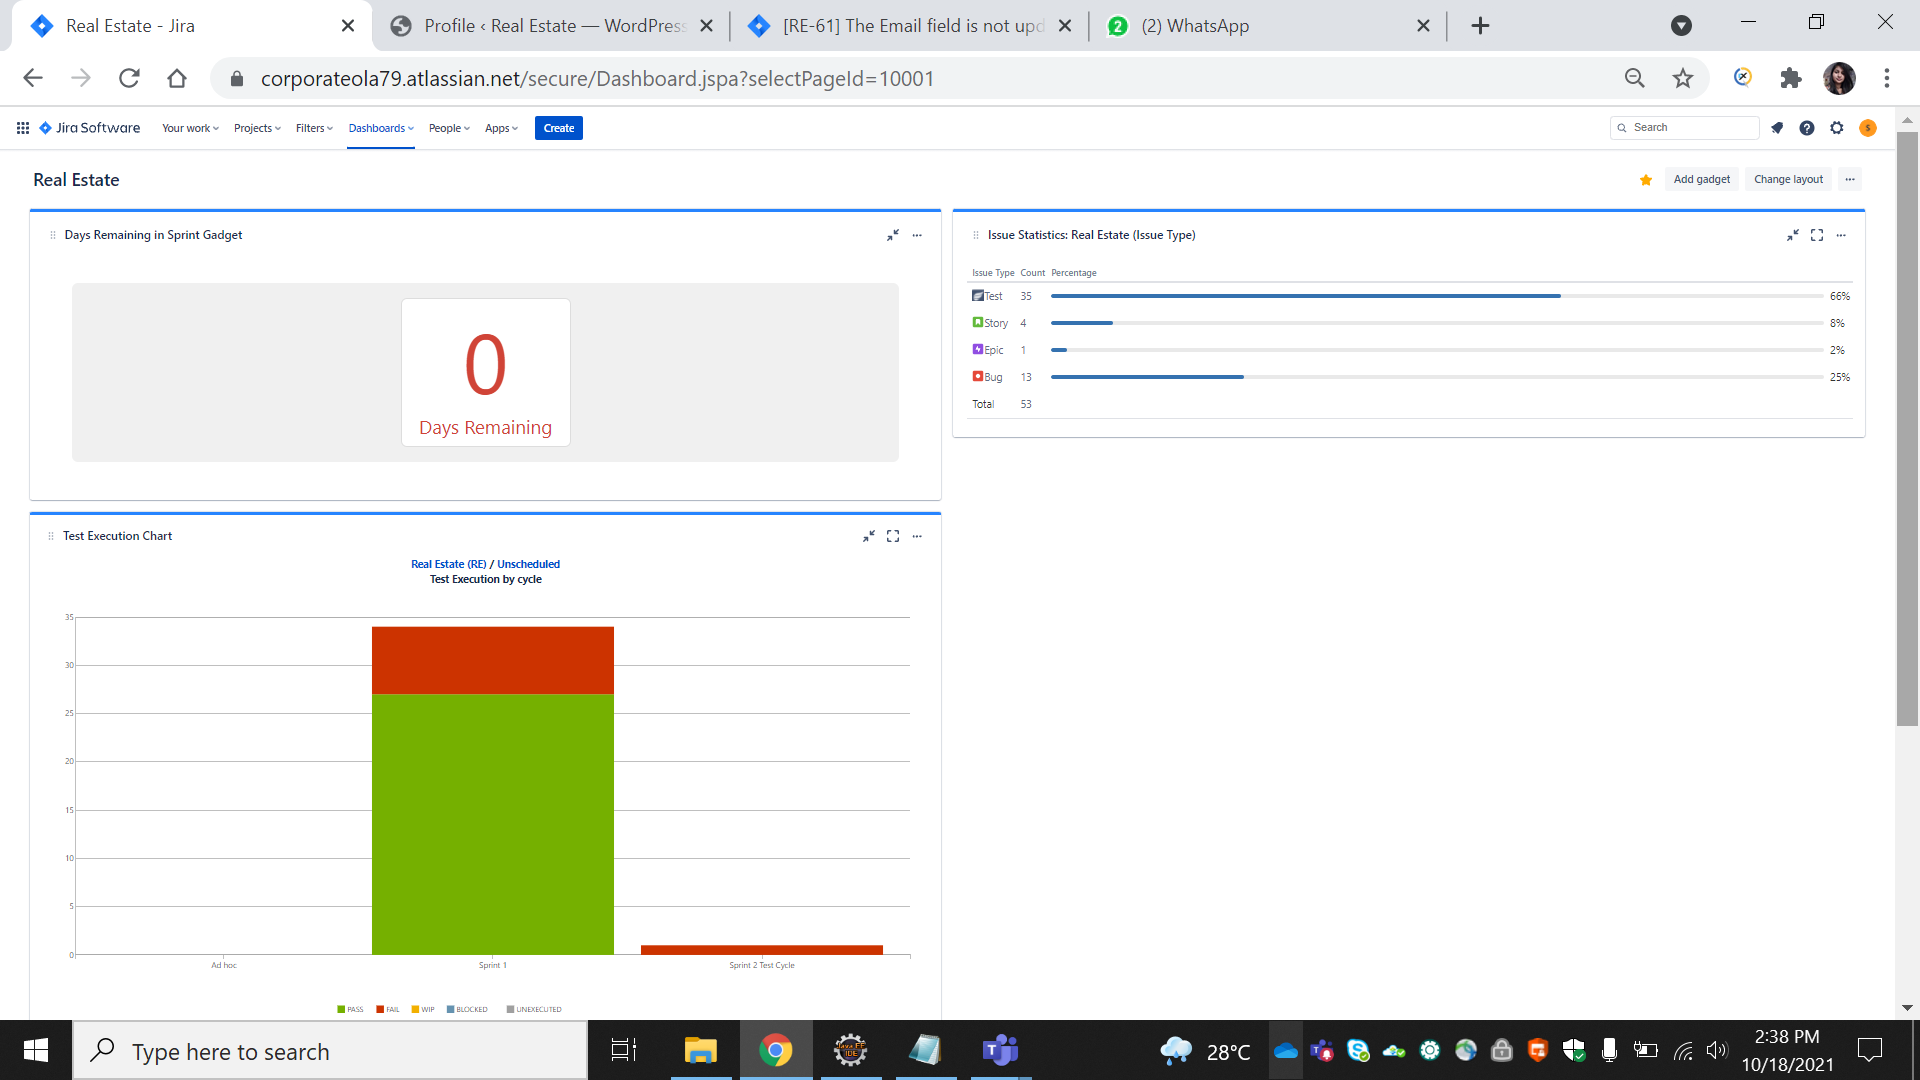 Real Estate - Jira
Profile ‹ Real Estate — WordPress
[RE-61] The Email field is not upd
(2) WhatsApp
corporateola79.atlassian.net/secure/Dashboard.jspa?selectPageId=10001
Jira Software Your work Projects Filters Dashboards People Apps Create Search S
Real Estate
Add gadget Change layout
Days Remaining in Sprint Gadget
0
Days Remaining
Issue Statistics: Real Estate (Issue Type)
Issue Type Count Percentage
Test 35 66%
Story 4 8%
Epic 1 2%
Bug 13 25%
Total 53
Test Execution Chart
Real Estate (RE) / Unscheduled
Test Execution by cycle
35
30
25
20
15
10
5
0
Ad hoc Sprint 1 Sprint 2 Test Cycle
PASS FAIL WIP BLOCKED UNEXECUTED
Type here to search
28°C
2:38 PM
10/18/2021